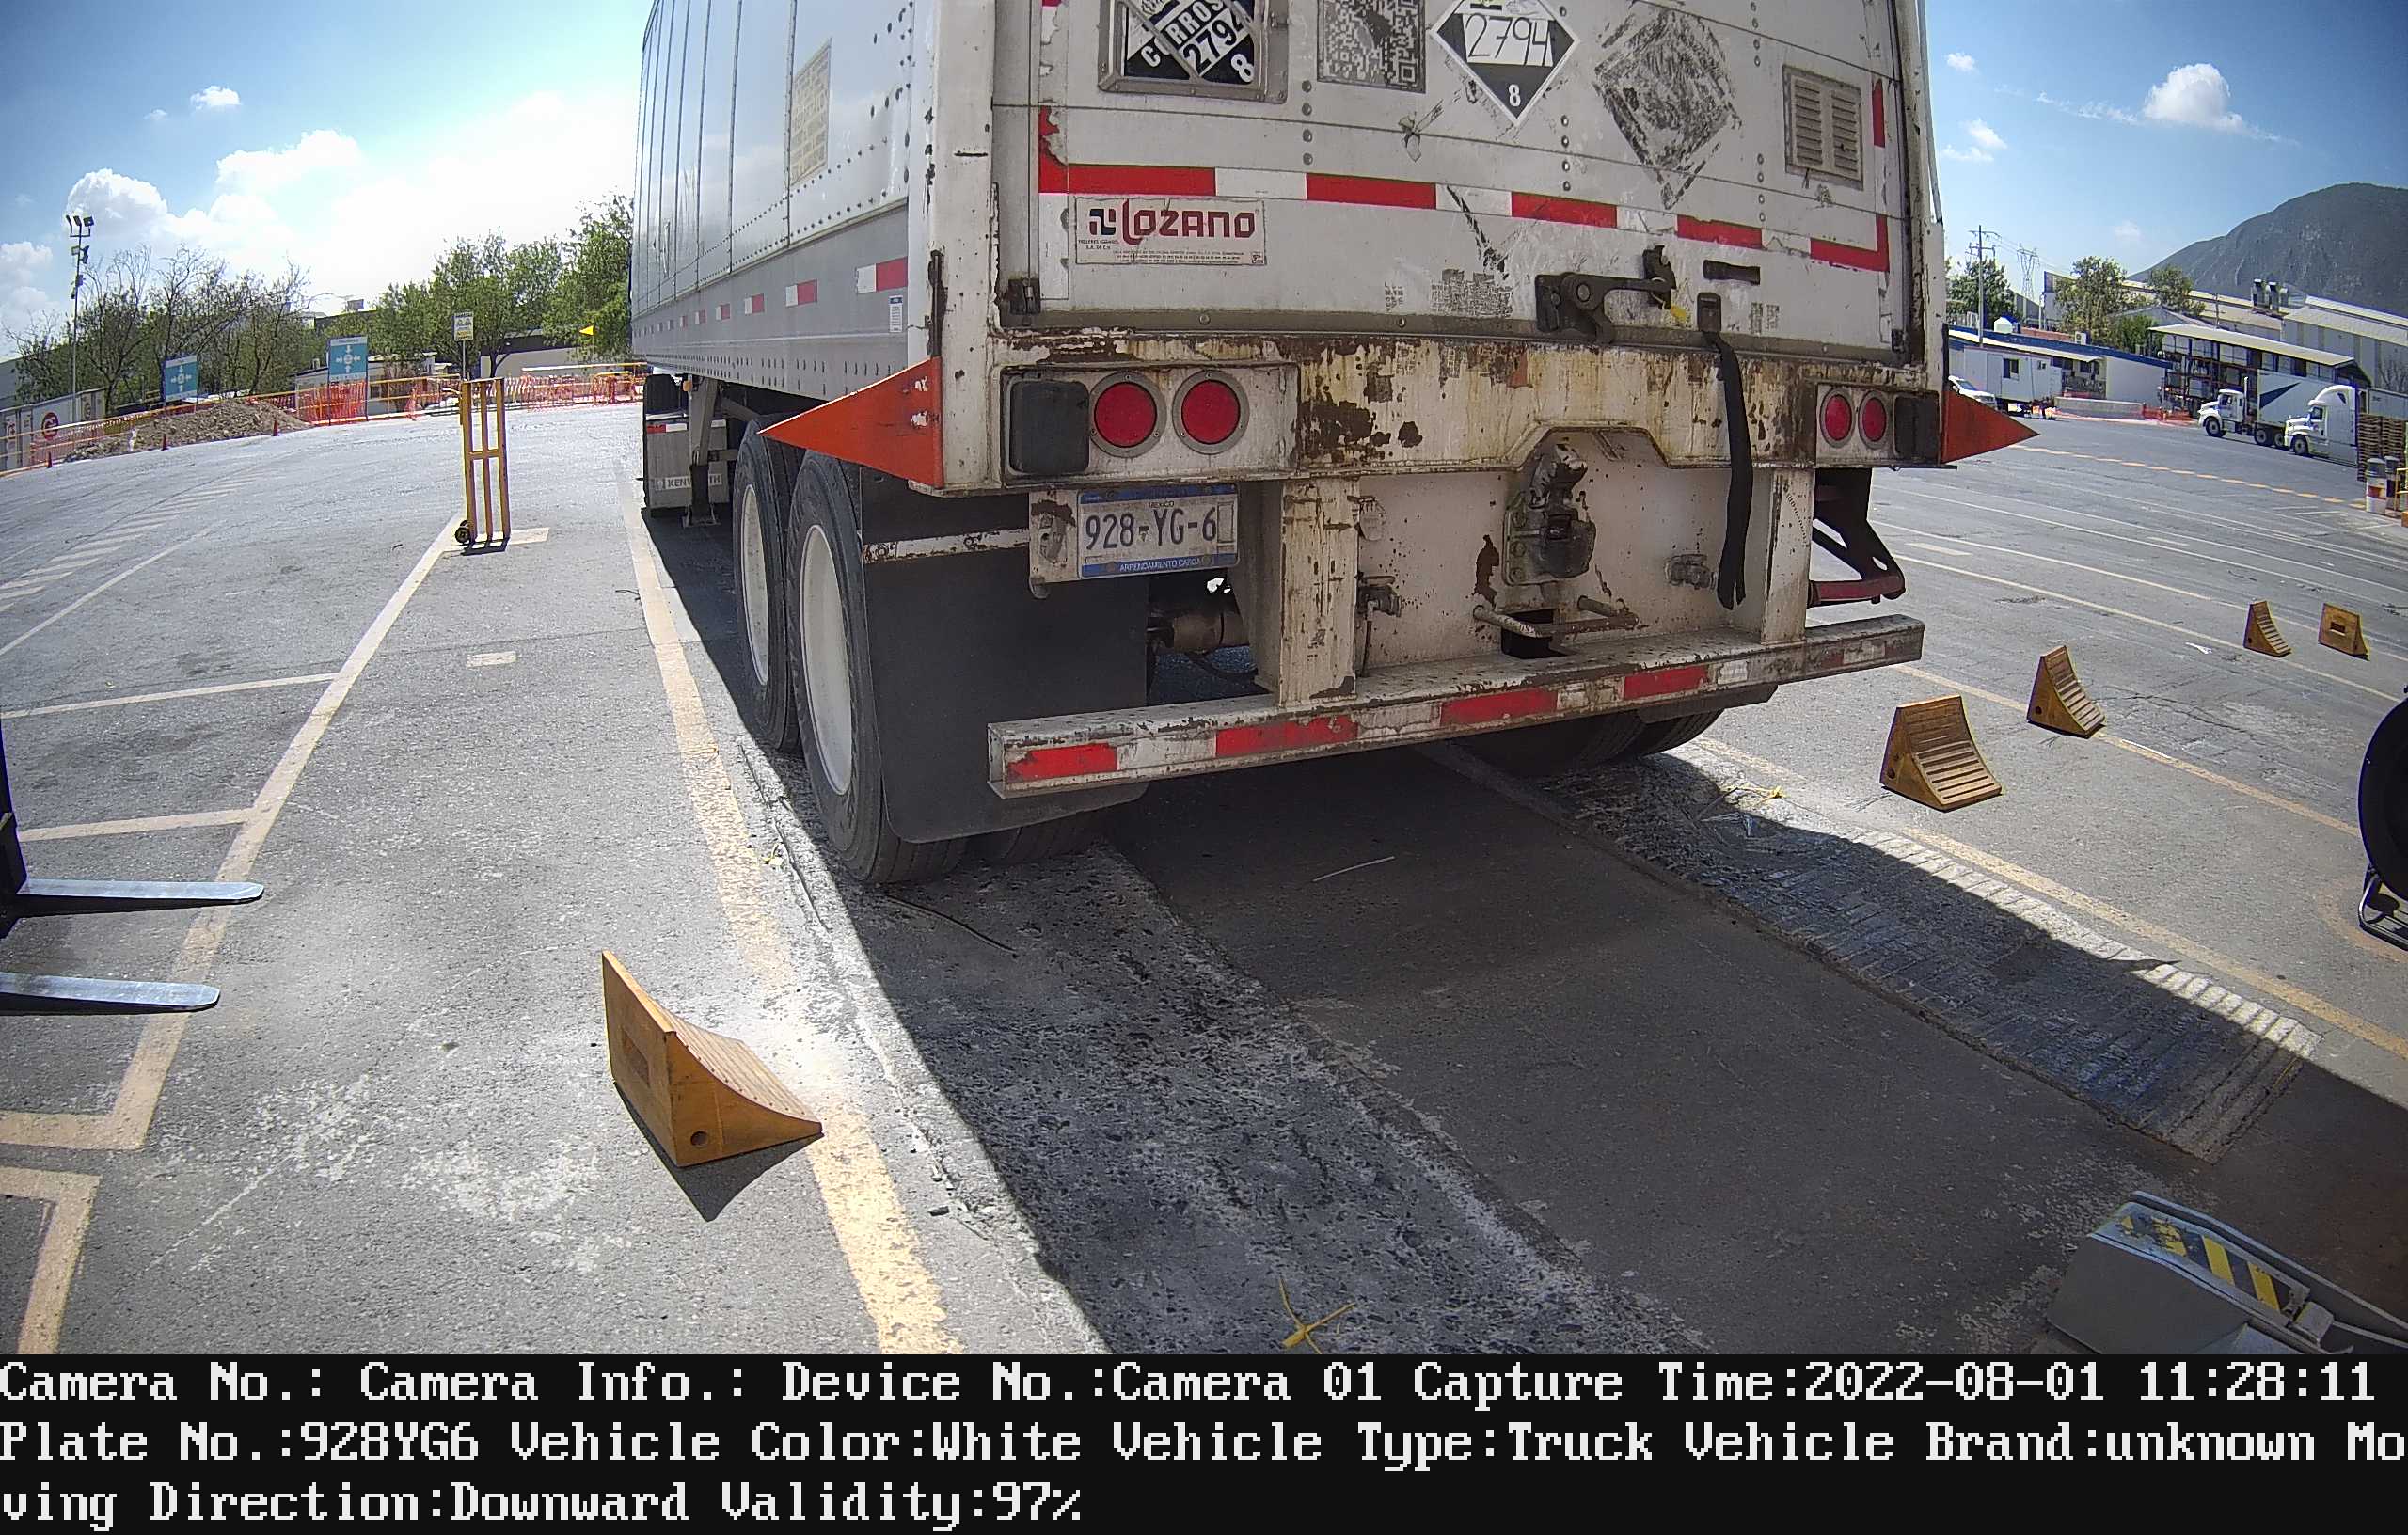 CORROS
2794
8
2794
8
LOZANO
KENWORTH
MEXICO
928-YG-6
ARRENDAMIENTO CARGA
Camera No.: Camera Info.: Device No.:Camera 01 Capture Time:2022-08-01 11:28:11
Plate No.:928YG6 Vehicle Color:White Vehicle Type:Truck Vehicle Brand:unknown Mo
ving Direction:Downward Validity:97%